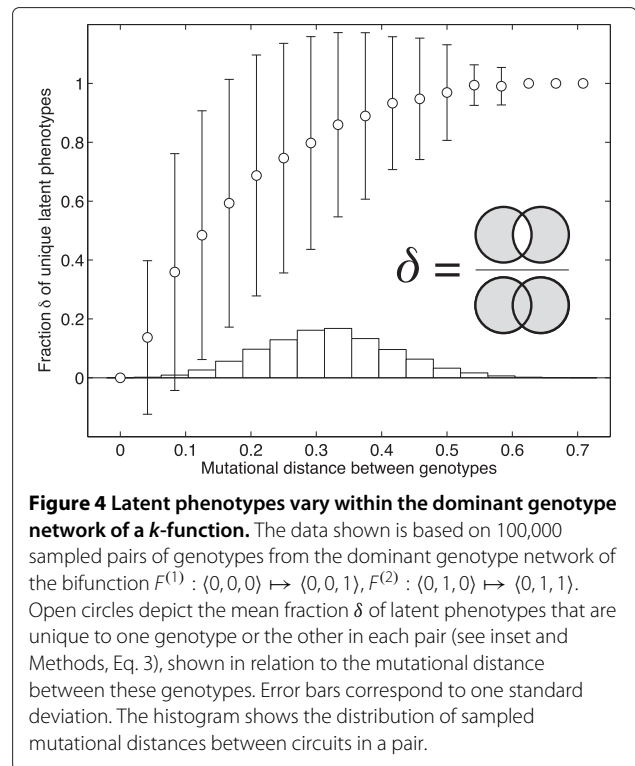 1
0.8
0.6
0.4
0.2
0
Fraction δ of unique latent phenotypes
δ =
0 0.1 0.2 0.3 0.4 0.5 0.6 0.7
Mutational distance between genotypes
Figure 4 Latent phenotypes vary within the dominant genotype
network of a k-function. The data shown is based on 100,000
sampled pairs of genotypes from the dominant genotype network of
the bifunction F(1) : ⟨0, 0, 0⟩ ↦ ⟨0, 0, 1⟩, F(2) : ⟨0, 1, 0⟩ ↦ ⟨0, 1, 1⟩.
Open circles depict the mean fraction δ of latent phenotypes that are
unique to one genotype or the other in each pair (see inset and
Methods, Eq. 3), shown in relation to the mutational distance
between these genotypes. Error bars correspond to one standard
deviation. The histogram shows the distribution of sampled
mutational distances between circuits in a pair.